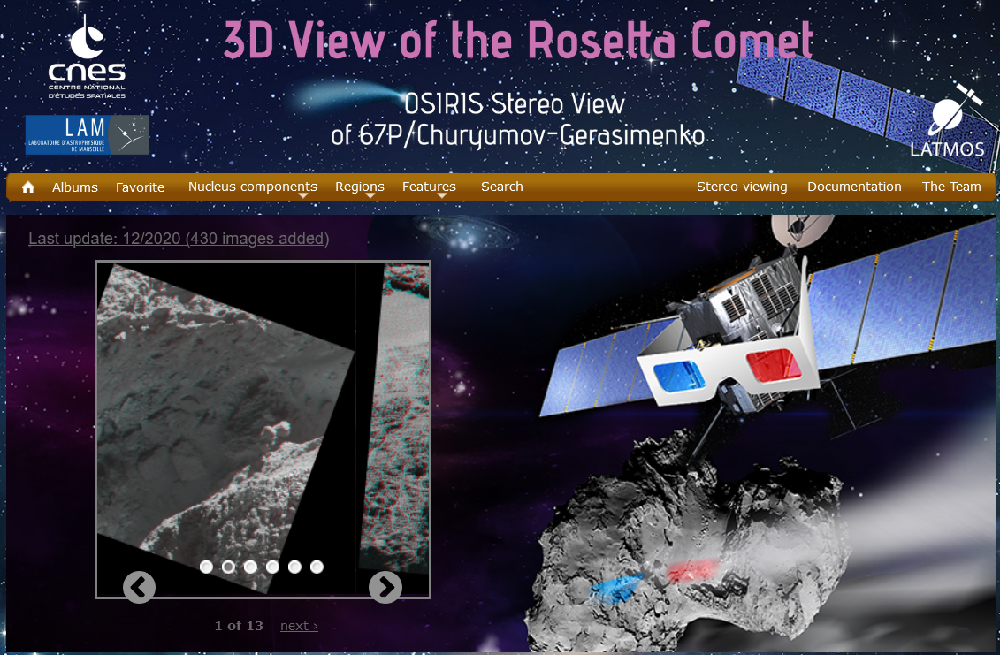 3D View of the Rosetta Comet
cnes
CENTRE NATIONAL
D'ÉTUDES SPATIALES
OSIRIS Stereo View
of 67P/Churyumov-Gerasimenko
LAM
LABORATOIRE D'ASTROPHYSIQUE
DE MARSEILLE
LATMOS
Albums Favorite Nucleus components Regions Features Search Stereo viewing Documentation The Team
Last update: 12/2020 (430 images added)
1 of 13 next ›